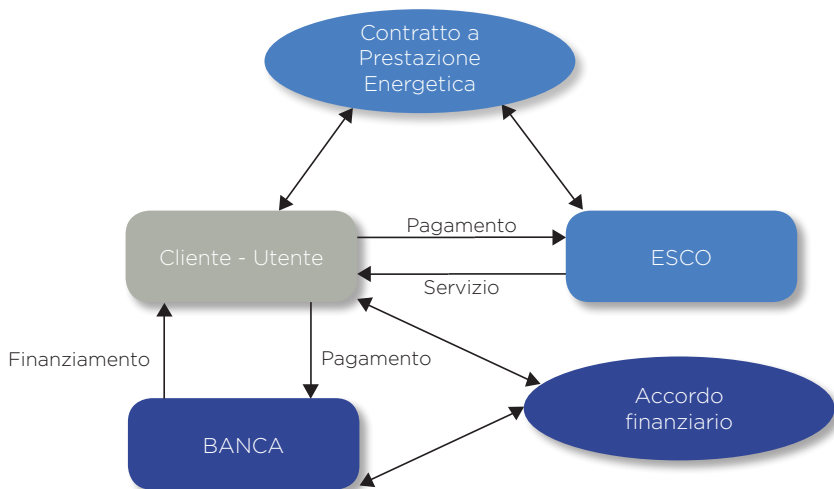 Contratto a
Prestazione
Energetica
Pagamento
Cliente - Utente
ESCO
Servizio
Finanziamento
Pagamento
Accordo
finanziario
BANCA